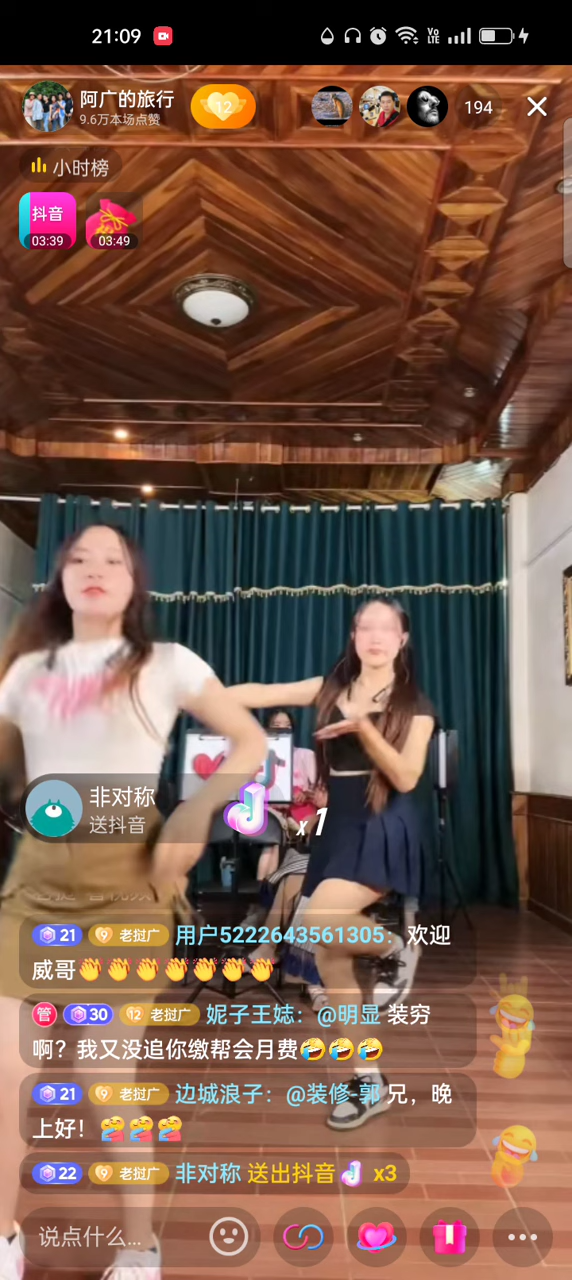 21:09
Vo
LTE
阿广的旅行
12
194
9.6万本场点赞
小时榜
抖音
03:39
03:49
非对称
送抖音
x1
21 9 老挝广 用户5222643561305：欢迎
威哥👏👏👏👏👏👏👏
管 30 12 老挝广 妮子王婊：@明显 装穷
啊？我又没追你缴帮会月费🤣🤣🤣
21 9 老挝广 边城浪子：@装修-郭 兄，晚
上好！🥰🥰🥰
22 9 老挝广 非对称 送出抖音 x3
说点什么...